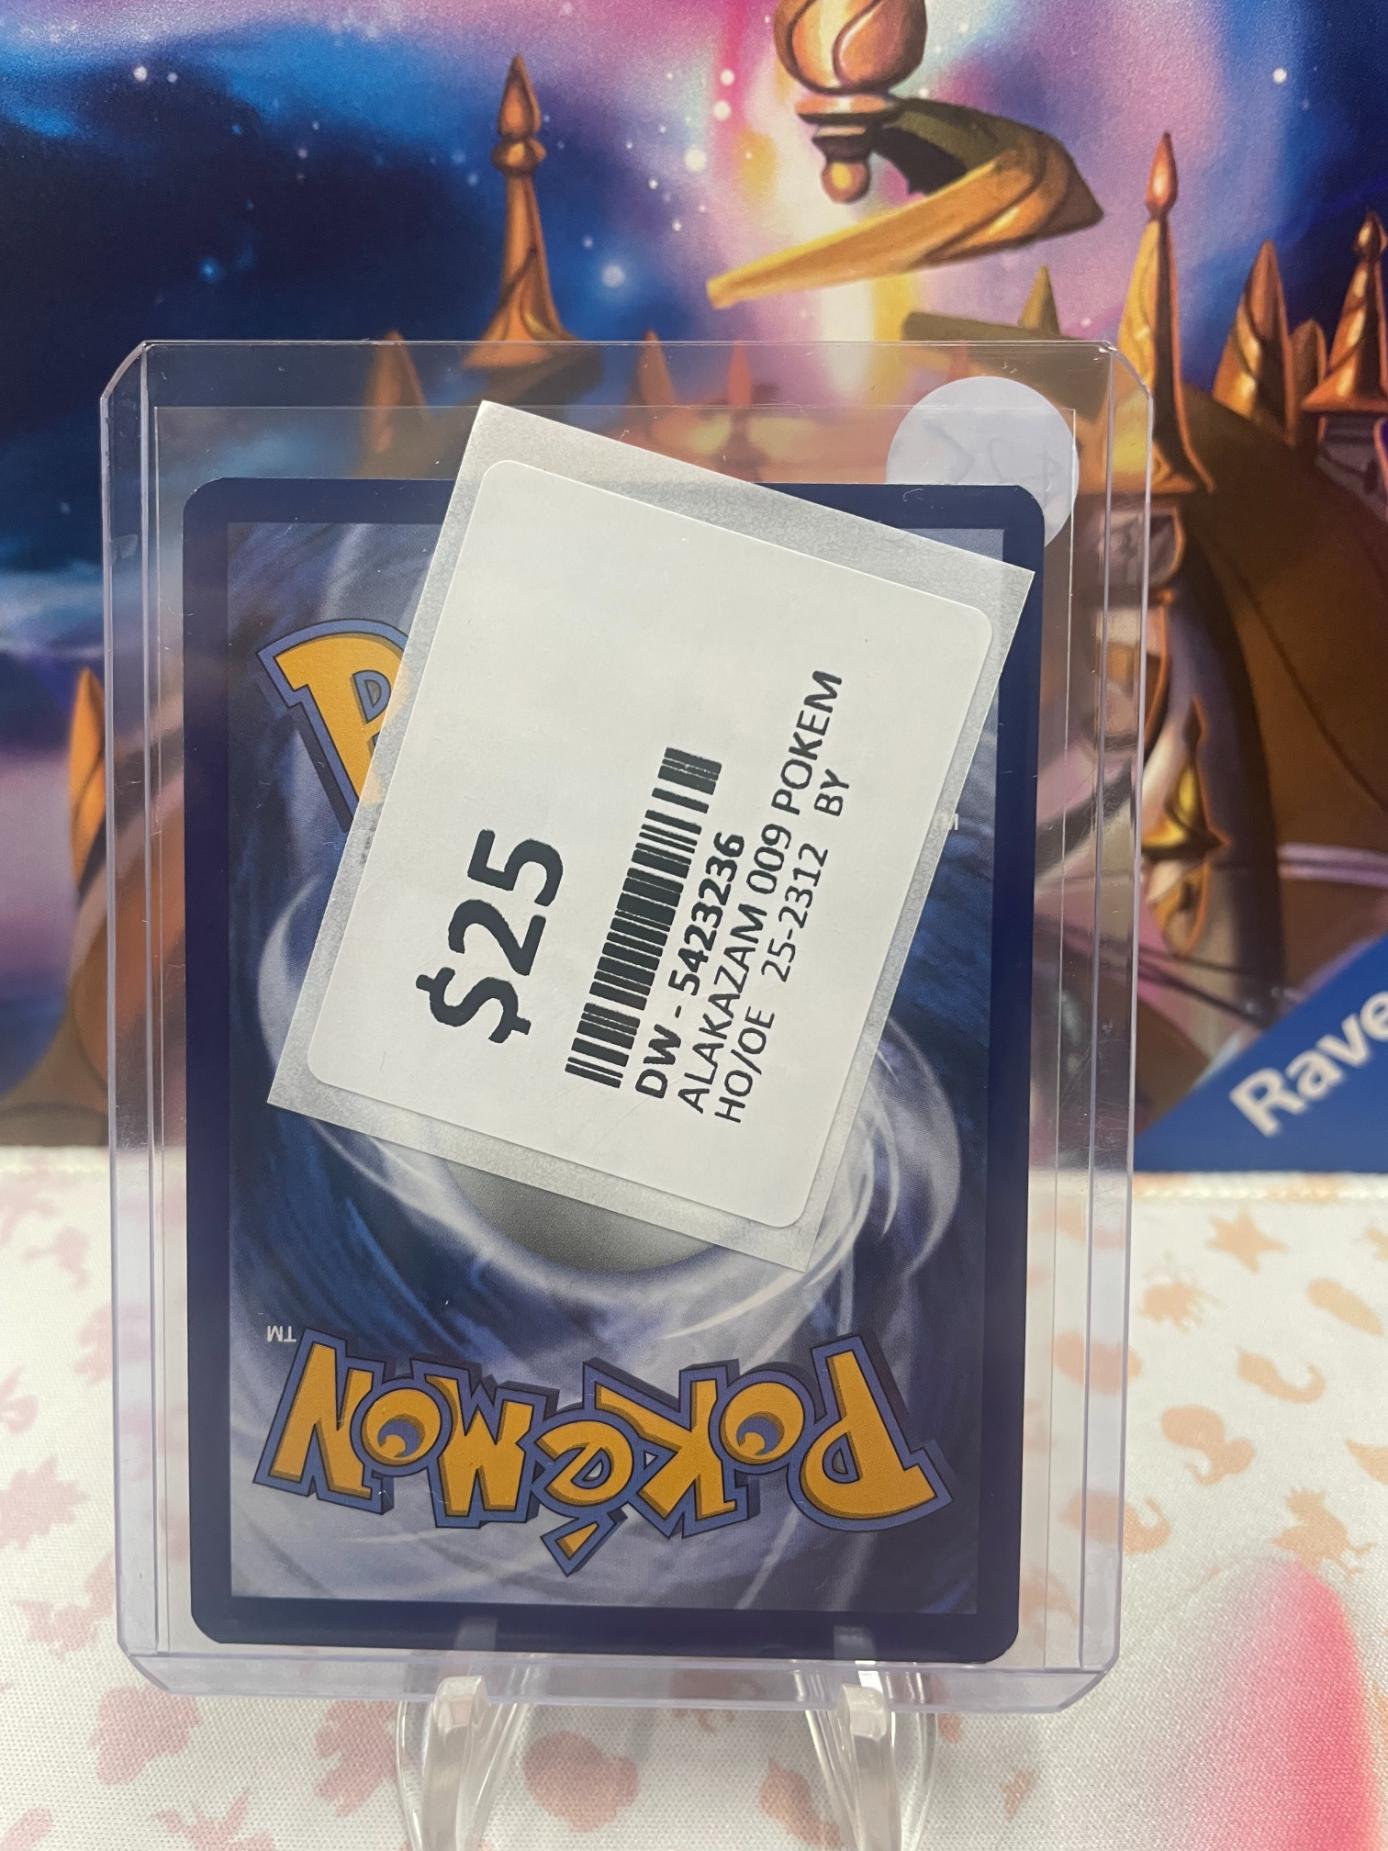 $25
DW - 5423236
ALAKAZAM 009 POKEM
HO/OE 25-2312 BY
P
TM
POKéMON
Rave